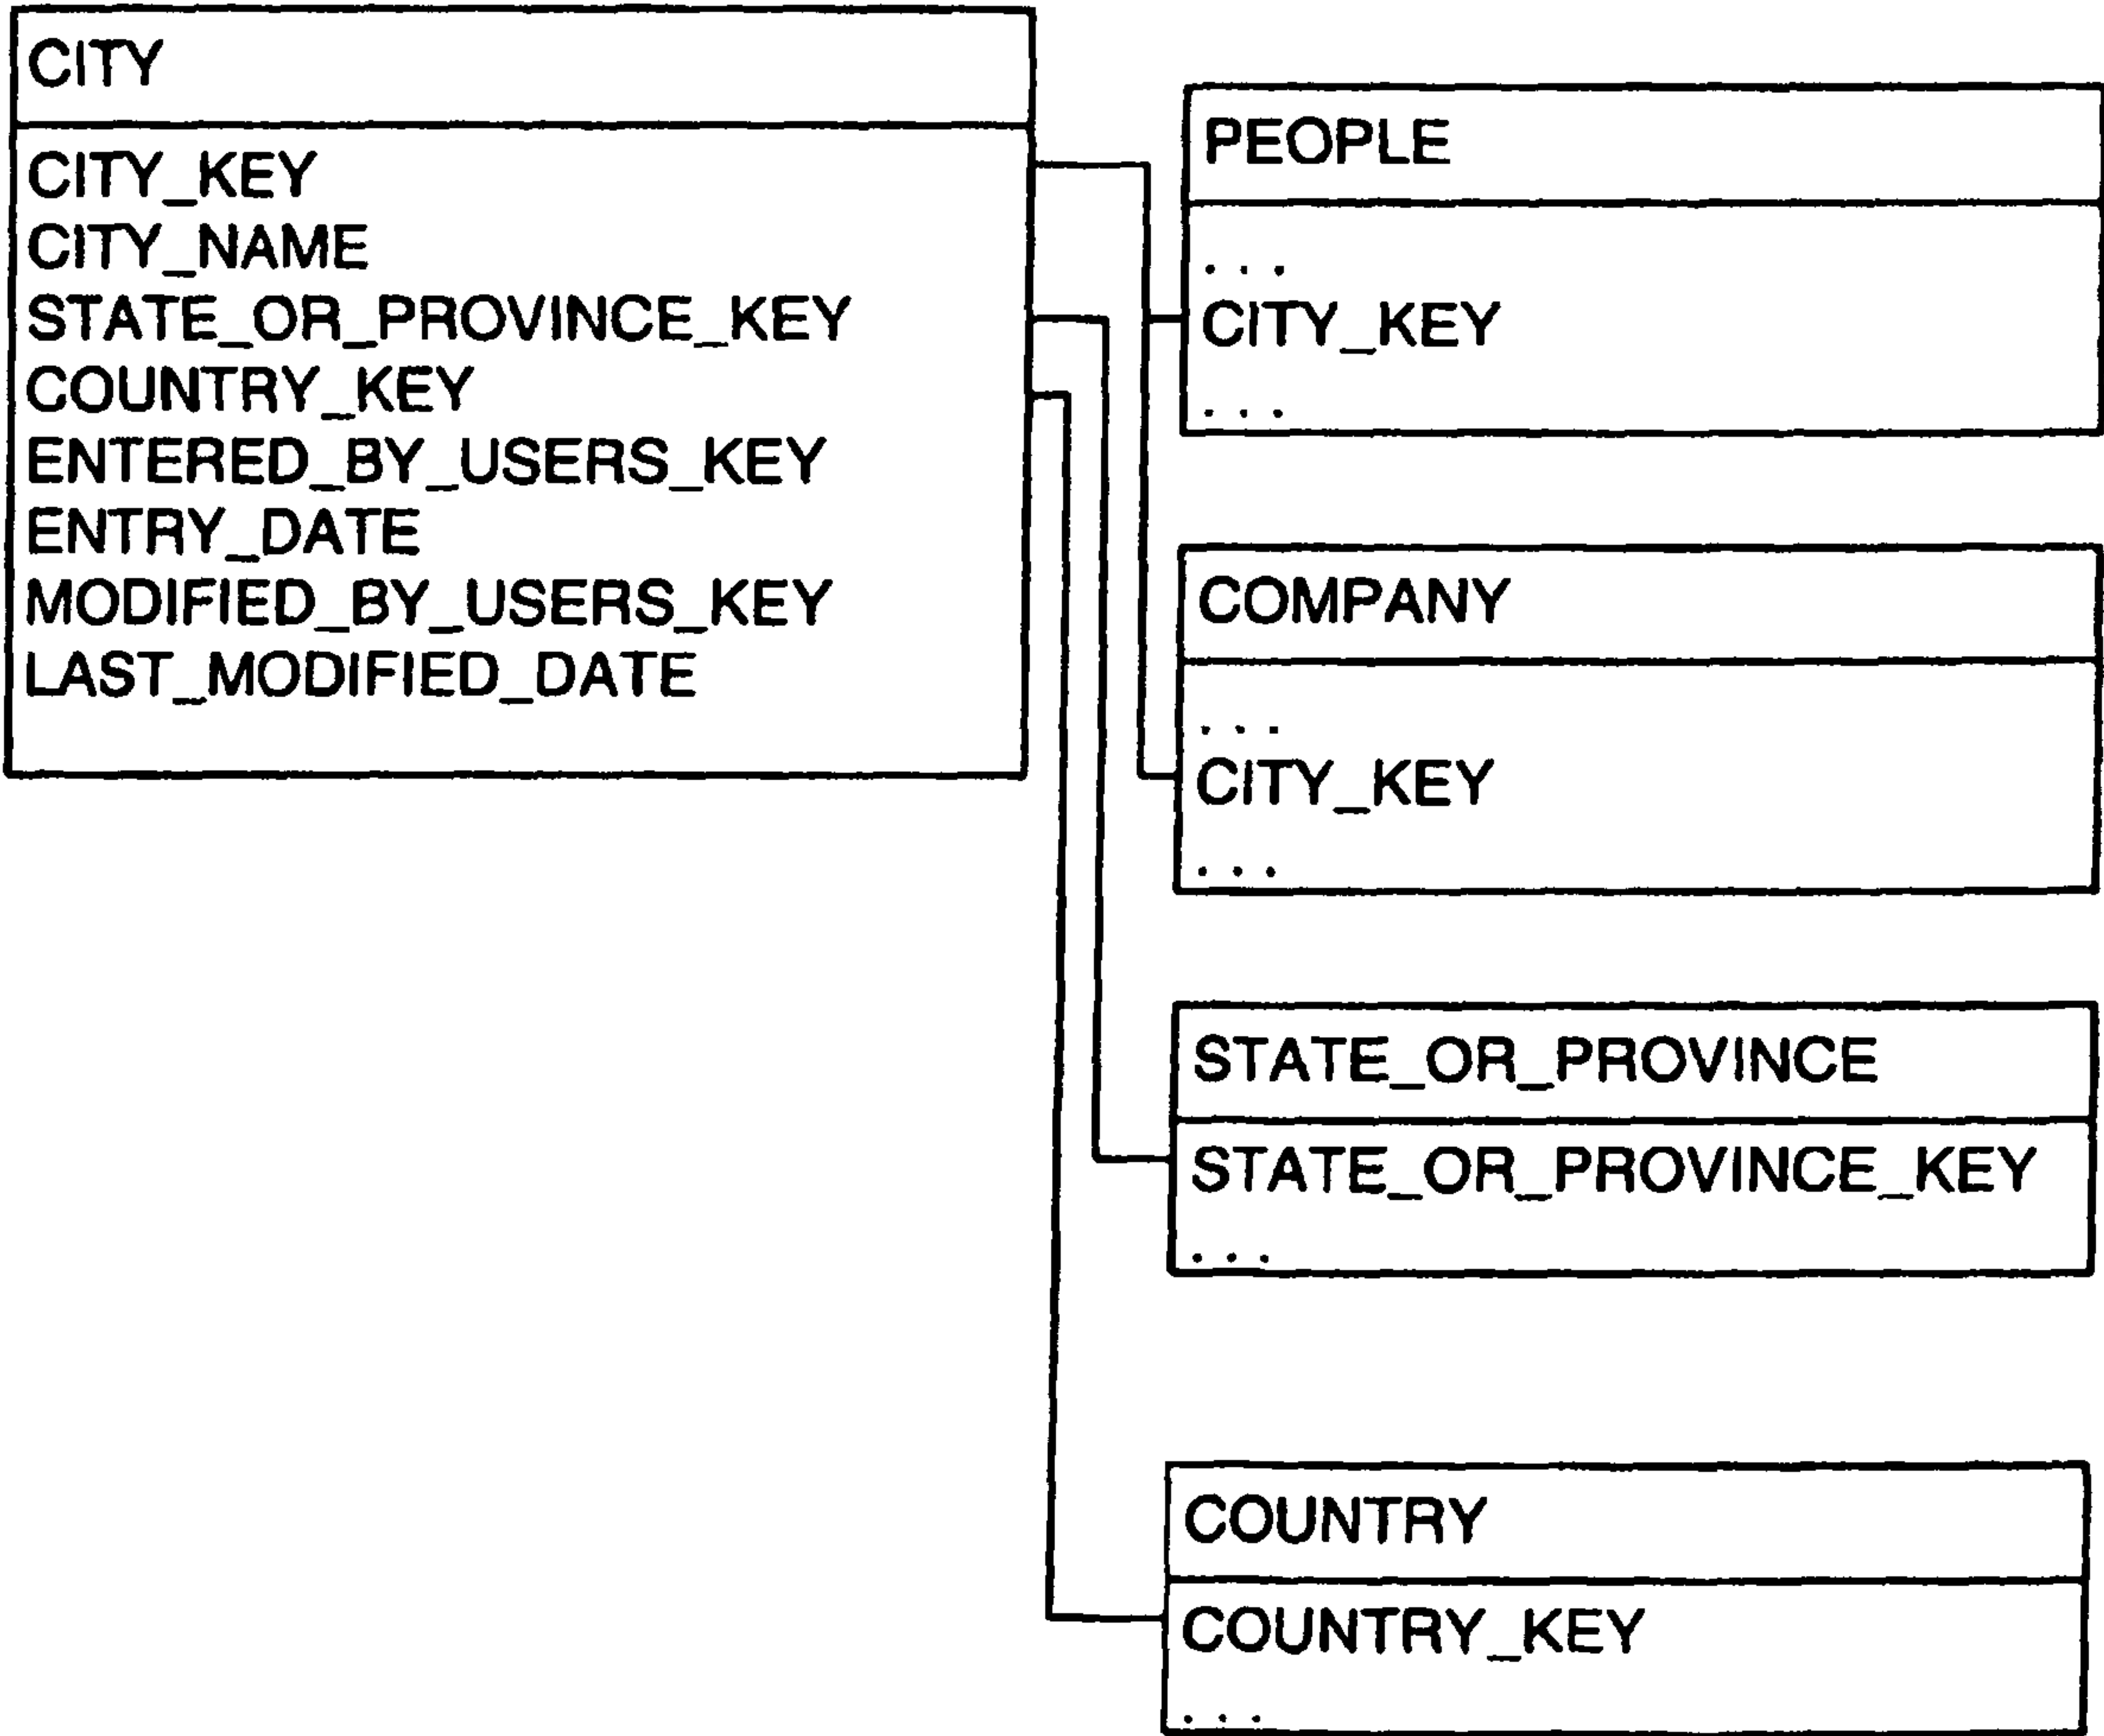 CITY
CITY_KEY
CITY_NAME
STATE_OR_PROVINCE_KEY
COUNTRY_KEY
ENTERED_BY_USERS_KEY
ENTRY_DATE
MODIFIED_BY_USERS_KEY
LAST_MODIFIED_DATE
PEOPLE
. . .
CITY_KEY
. . .
COMPANY
. . .
CITY_KEY
. . .
STATE_OR_PROVINCE
STATE_OR_PROVINCE_KEY
. . .
COUNTRY
COUNTRY_KEY
. . .